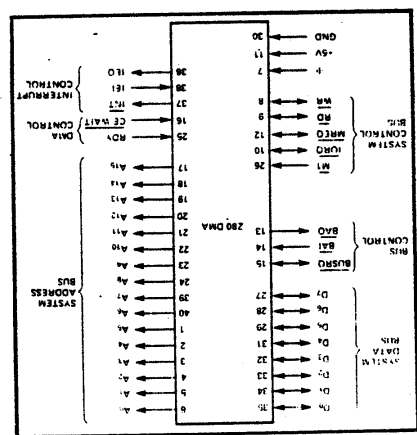 SYSTEM
DATA
BUS
D0 35
D1 34
D2 33
D3 32
D4 31
D5 29
D6 28
D7 27
BUS
CONTROL
BUSRQ 15
BAI 14
BAO 13
SYSTEM
CONTROL
BUS
M1 26
IORQ 10
MREQ 12
RD 9
WR 8
7
+5V 11
GND 30
Z80 DMA
6 A0
5 A1
4 A2
3 A3
2 A4
1 A5
40 A6
39 A7
24 A8
23 A9
22 A10
21 A11
20 A12
19 A13
18 A14
17 A15
SYSTEM
ADDRESS
BUS
25 RDY
16 CE WAIT
DATA
CONTROL
37 INT
38 IEI
36 IEO
INTERRUPT
CONTROL